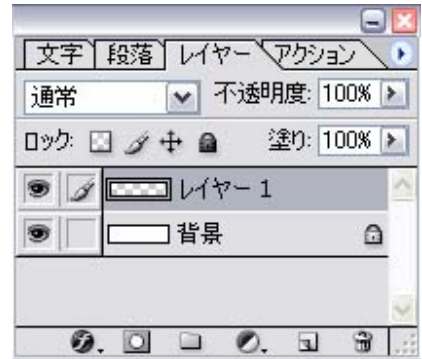 文字 段落 レイヤー アクション
通常 不透明度: 100%
ロック: 塗り: 100%
レイヤー 1
背景